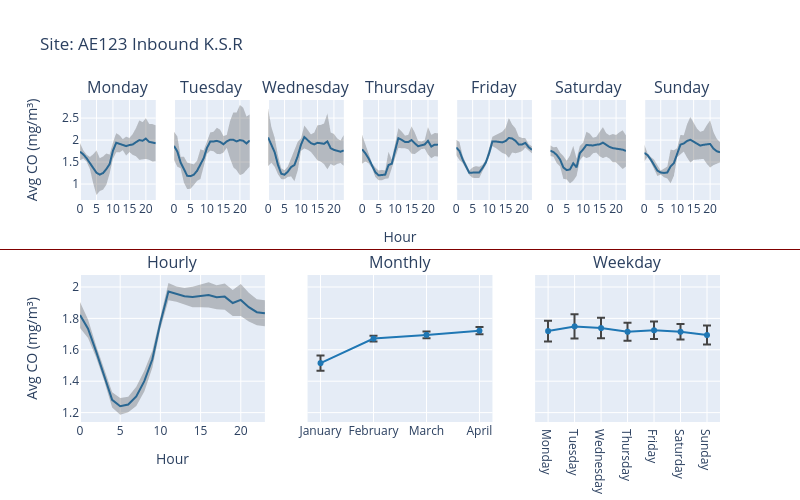 Site: AE123 Inbound K.S.R
Monday Tuesday Wednesday Thursday Friday Saturday Sunday
Avg CO (mg/m³)
2.5
2
1.5
1
0 5 10 15 20 0 5 10 15 20 0 5 10 15 20 0 5 10 15 20 0 5 10 15 20 0 5 10 15 20 0 5 10 15 20
Hour
Hourly Monthly Weekday
Avg CO (mg/m³)
2
1.8
1.6
1.4
1.2
0 5 10 15 20
Hour
January February March April
Monday
Tuesday
Wednesday
Thursday
Friday
Saturday
Sunday